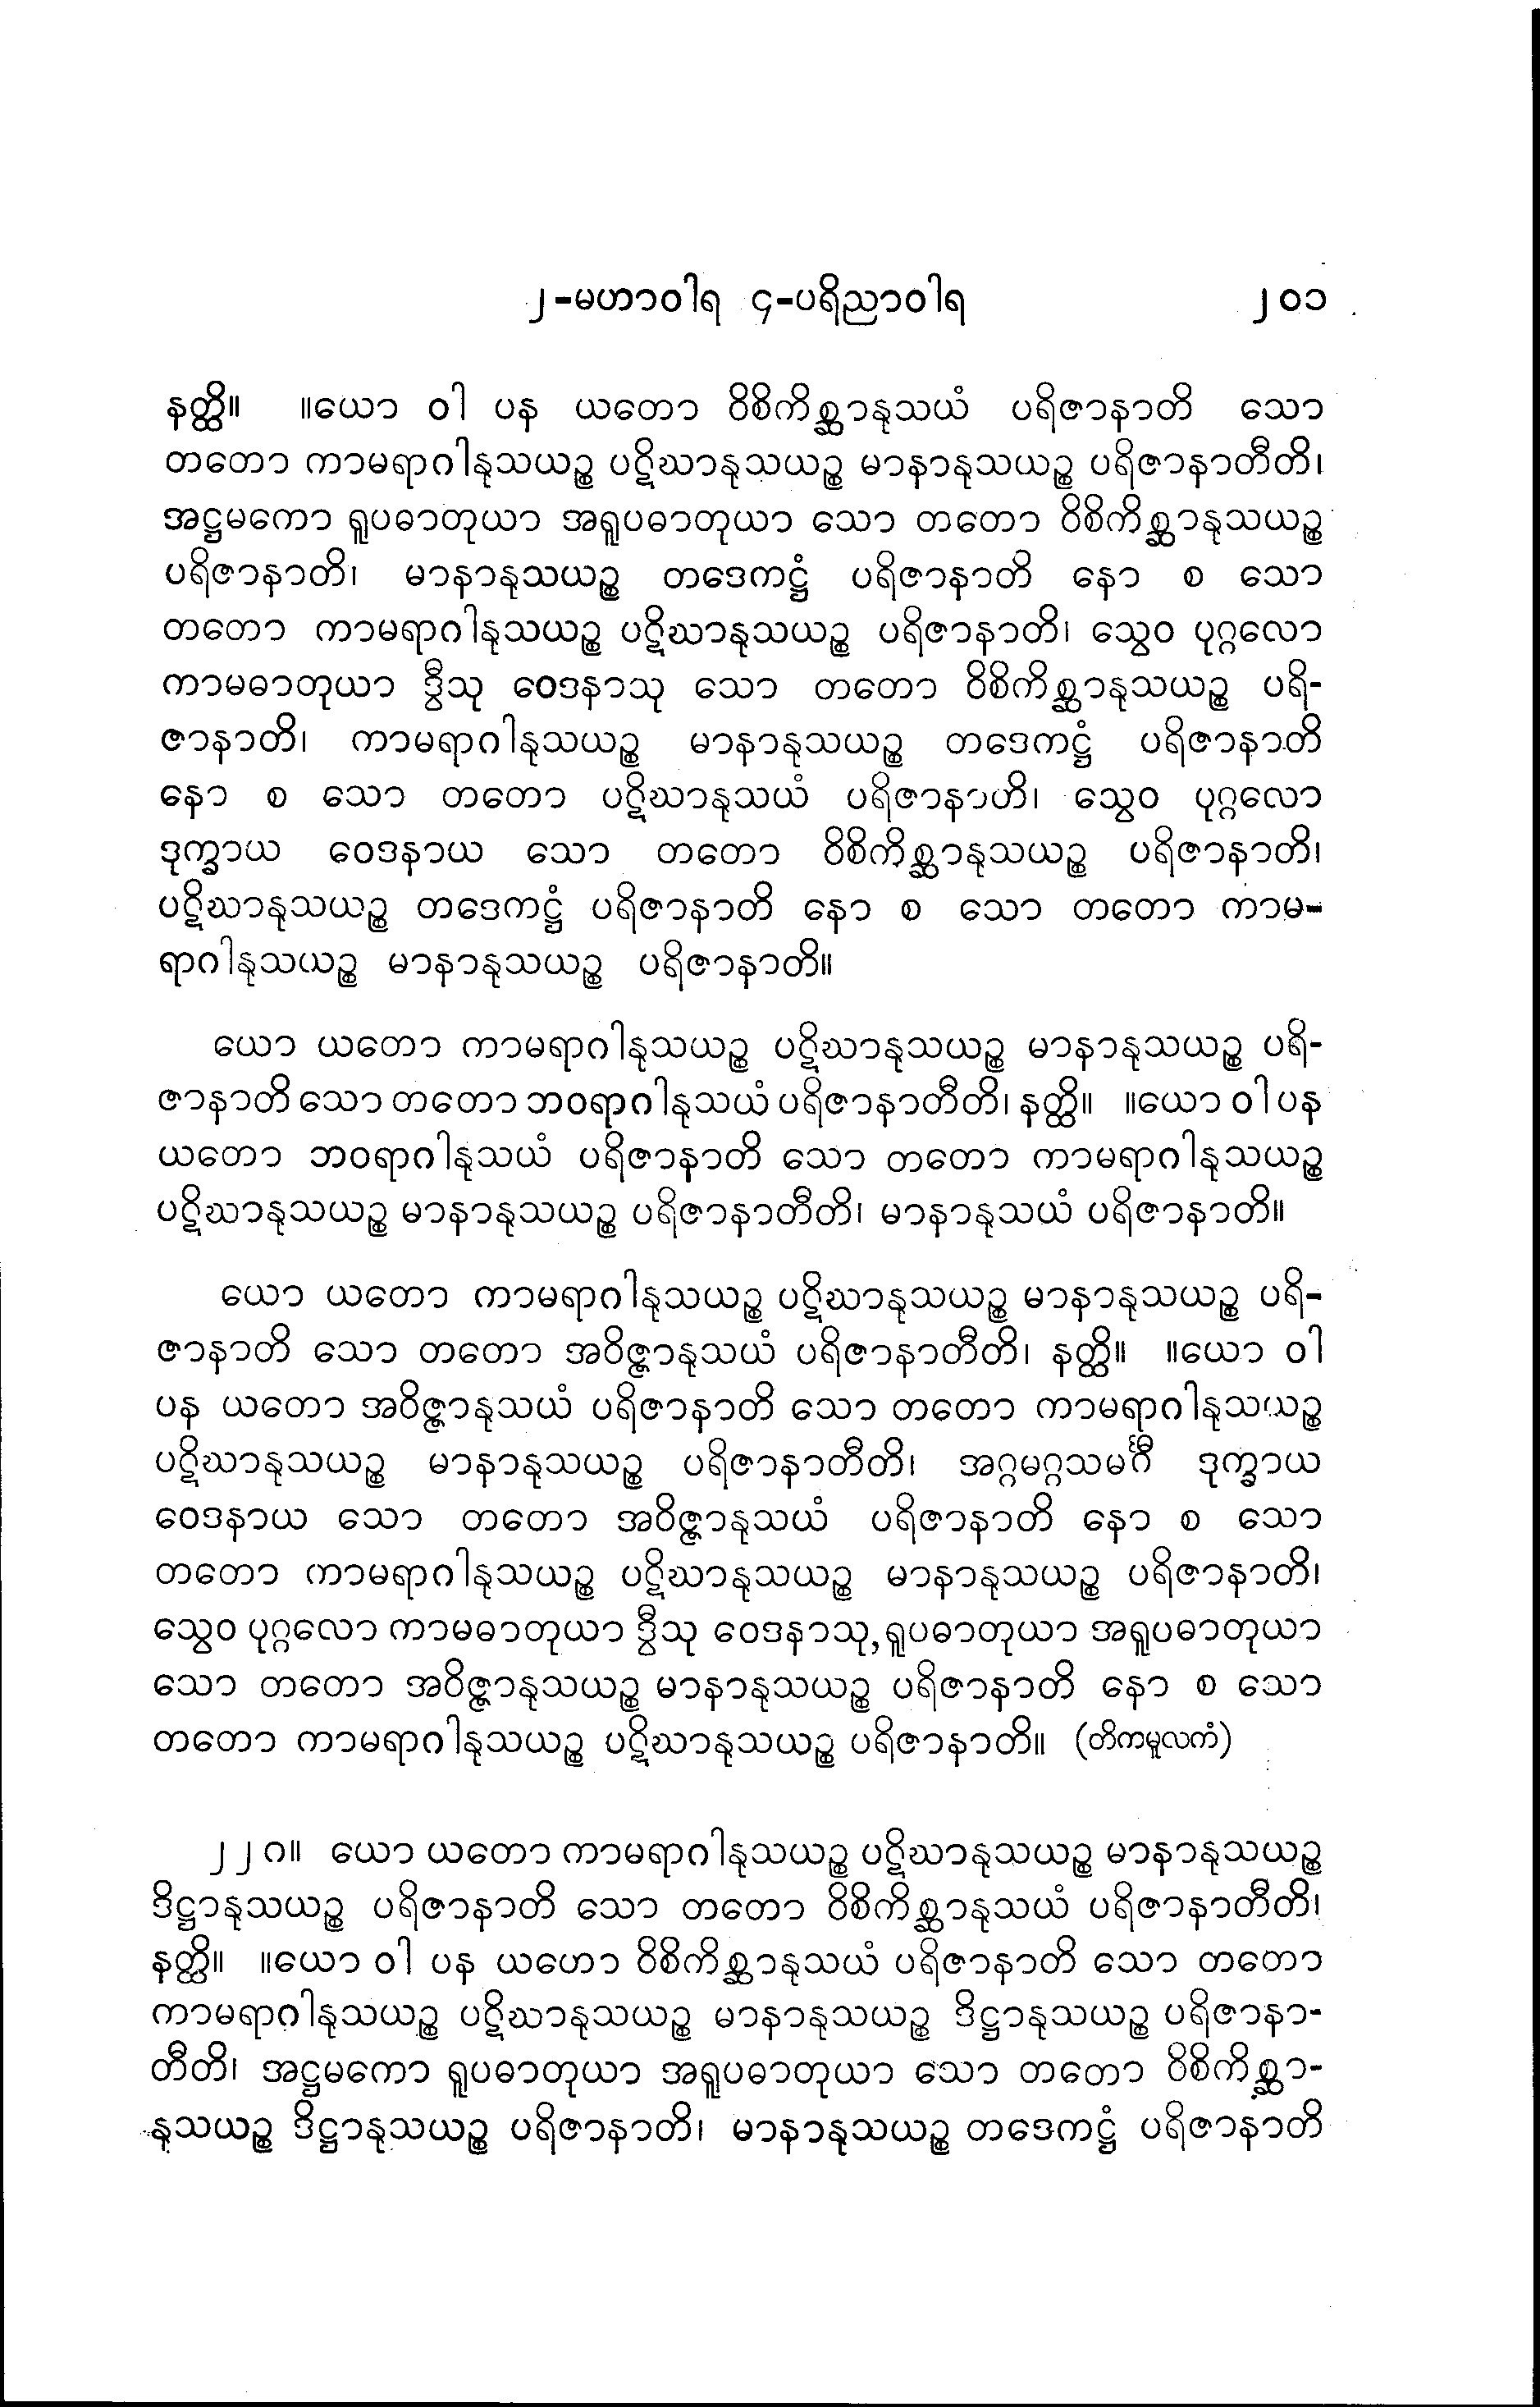 ၂-မဟာဝါရ ၄-ပရိညာဝါရ ၂၀၁
နတ္ထိ။ ။ယော ဝါ ပန ယတော ဝိစိကိစ္ဆာနုသယံ ပရိဇာနာတိ သော
တတော ကာမရာဂါနုသယဉ္စ ပဋိဃာနုသယဉ္စ မာနာနုသယဉ္စ ပရိဇာနာတီတိ၊
အဋ္ဌမကော ရူပဓာတုယာ အရူပဓာတုယာ သော တတော ဝိစိကိစ္ဆာနုသယဉ္စ
ပရိဇာနာတိ၊ မာနာနုသယဉ္စ တဒေကဋ္ဌံ ပရိဇာနာတိ နော စ သော
တတော ကာမရာဂါနုသယဉ္စ ပဋိဃာနုသယဉ္စ ပရိဇာနာတိ၊ သွေဝ ပုဂ္ဂလော
ကာမဓာတုယာ ဒွီသု ဝေဒနာသု သော တတော ဝိစိကိစ္ဆာနုသယဉ္စ ပရိ-
ဇာနာတိ၊ ကာမရာဂါနုသယဉ္စ မာနာနုသယဉ္စ တဒေကဋ္ဌံ ပရိဇာနာတိ
နော စ သော တတော ပဋိဃာနုသယံ ပရိဇာနာဟိ၊ သွေဝ ပုဂ္ဂလော
ဒုက္ခာယ ဝေဒနာယ သော တတော ဝိစိကိစ္ဆာနုသယဉ္စ ပရိဇာနာတိ၊
ပဋိဃာနုသယဉ္စ တဒေကဋ္ဌံ ပရိဇာနာတိ နော စ သော တတော ကာမ-
ရာဂါနုသယဉ္စ မာနာနုသယဉ္စ ပရိဇာနာတိ။
ယော ယတော ကာမရာဂါနုသယဉ္စ ပဋိဃာနုသယဉ္စ မာနာနုသယဉ္စ ပရိ-
ဇာနာတိ သော တတော ဘဝရာဂါနုသယံ ပရိဇာနာတီတိ၊ နတ္ထိ။ ။ယော ဝါ ပန
ယတော ဘဝရာဂါနုသယံ ပရိဇာနာတိ သော တတော ကာမရာဂါနုသယဉ္စ
ပဋိဃာနုသယဉ္စ မာနာနုသယဉ္စ ပရိဇာနာတီတိ၊ မာနာနုသယံ ပရိဇာနာတိ။
ယော ယတော ကာမရာဂါနုသယဉ္စ ပဋိဃာနုသယဉ္စ မာနာနုသယဉ္စ ပရိ-
ဇာနာတိ သော တတော အဝိဇ္ဇာနုသယံ ပရိဇာနာတီတိ၊ နတ္ထိ။ ။ယော ဝါ
ပန ယတော အဝိဇ္ဇာနုသယံ ပရိဇာနာတိ သော တတော ကာမရာဂါနုသယဉ္စ
ပဋိဃာနုသယဉ္စ မာနာနုသယဉ္စ ပရိဇာနာတီတိ၊ အဂ္ဂမဂ္ဂသမင်္ဂီ ဒုက္ခာယ
ဝေဒနာယ သော တတော အဝိဇ္ဇာနုသယံ ပရိဇာနာတိ နော စ သော
တတော ကာမရာဂါနုသယဉ္စ ပဋိဃာနုသယဉ္စ မာနာနုသယဉ္စ ပရိဇာနာတိ၊
သွေဝ ပုဂ္ဂလော ကာမဓာတုယာ ဒွီသု ဝေဒနာသု, ရူပဓာတုယာ အရူပဓာတုယာ
သော တတော အဝိဇ္ဇာနုသယဉ္စ မာနာနုသယဉ္စ ပရိဇာနာတိ နော စ သော
တတော ကာမရာဂါနုသယဉ္စ ပဋိဃာနုသယဉ္စ ပရိဇာနာတိ။ (တိကမူလကံ)
၂၂ဂ။ ယော ယတော ကာမရာဂါနုသယဉ္စ ပဋိဃာနုသယဉ္စ မာနာနုသယဉ္စ
ဒိဋ္ဌာနုသယဉ္စ ပရိဇာနာတိ သော တတော ဝိစိကိစ္ဆာနုသယံ ပရိဇာနာတီတိ၊
နတ္ထိ။ ။ယော ဝါ ပန ယဟော ဝိစိကိစ္ဆာနုသယံ ပရိဇာနာတိ သော တတော
ကာမရာဂါနုသယဉ္စ ပဋိဃာနုသယဉ္စ မာနာနုသယဉ္စ ဒိဋ္ဌာနုသယဉ္စ ပရိဇာနာ-
တီတိ၊ အဋ္ဌမကော ရူပဓာတုယာ အရူပဓာတုယာ သော တတော ဝိစိကိစ္ဆာ-
နုသယဉ္စ ဒိဋ္ဌာနုသယဉ္စ ပရိဇာနာတိ၊ မာနာနုသယဉ္စ တဒေကဋ္ဌံ ပရိဇာနာတိ